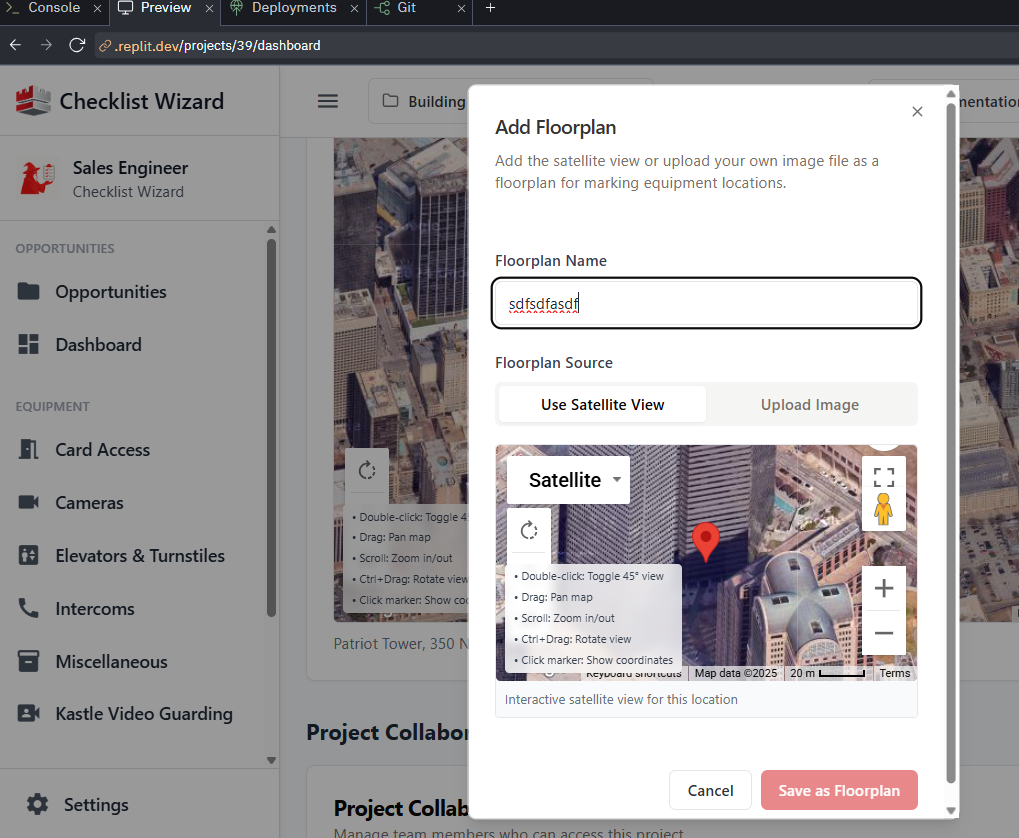 Console
Preview
Deployments
Git
.replit.dev/projects/39/dashboard
Checklist Wizard
Sales Engineer
Checklist Wizard
OPPORTUNITIES
Opportunities
Dashboard
EQUIPMENT
Card Access
Cameras
Elevators & Turnstiles
Intercoms
Miscellaneous
Kastle Video Guarding
Settings
Building
mentation
• Double-click: Toggle 4
• Drag: Pan map
• Scroll: Zoom in/out
• Ctrl+Drag: Rotate view
• Click marker: Show coo
Patriot Tower, 350 N
Project Collabor
Project Collab
Manage team members who can access this project
Add Floorplan
Add the satellite view or upload your own image file as a
floorplan for marking equipment locations.
Floorplan Name
sdfsdfasdf
Floorplan Source
Use Satellite View
Upload Image
Satellite
• Double-click: Toggle 45° view
• Drag: Pan map
• Scroll: Zoom in/out
• Ctrl+Drag: Rotate view
• Click marker: Show coordinates
Keyboard shortcuts
Map data ©2025
20 m
Terms
Interactive satellite view for this location
Cancel
Save as Floorplan